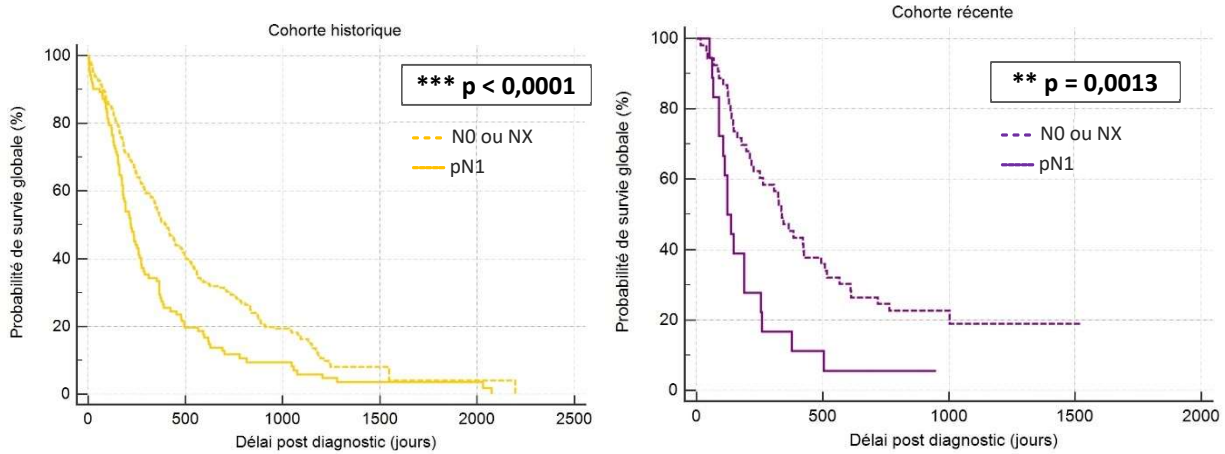 Cohorte historique
Probabilité de survie globale (%)
100
80
60
40
20
0
*** p < 0,0001
N0 ou NX
pN1
0 500 1000 1500 2000 2500
Délai post diagnostic (jours)
Cohorte récente
Probabilité de survie globale (%)
100
80
60
40
20
0
** p = 0,0013
N0 ou NX
pN1
0 500 1000 1500 2000
Délai post diagnostic (jours)